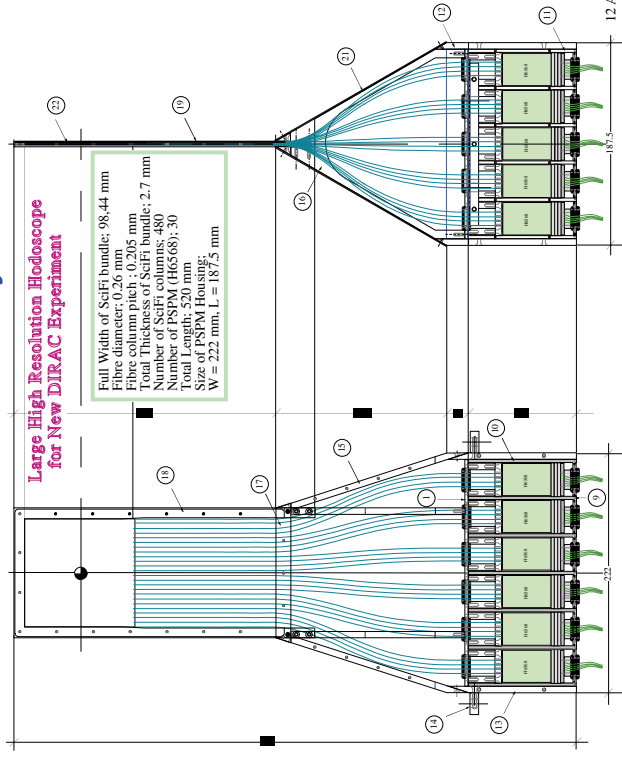 Large High Resolution Hodoscope
for New DIRAC Experiment
Full Width of SciFi bundle; 98,44 mm
Fibre diameter; 0.26 mm
Fibre column pitch ; 0.205 mm
Total Thickness of SciFi bundle; 2.7 mm
Number of SciFi columns; 480
Number of PSPM (H6568); 30
Total Length; 520 mm
Size of PSPM Housing;
W = 222 mm, L = 187.5 mm
22
19
21
12
11
12 A
16
187.5
18
17
15
1
10
9
222
14
13